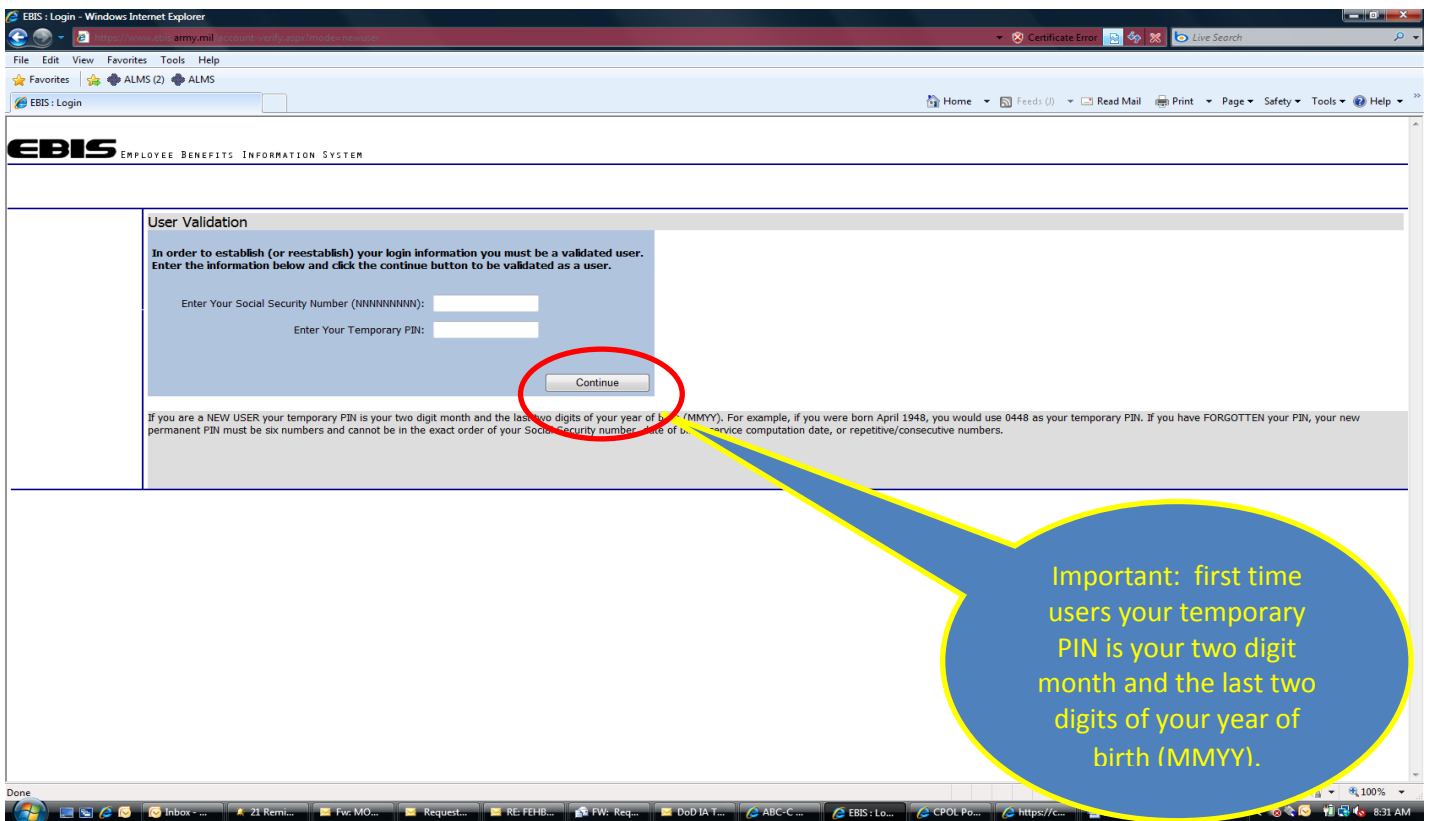 EBIS : Login - Windows Internet Explorer
https://www.ebis.army.mil/account-verify.aspx?mode=newuser Certificate Error Live Search
File Edit View Favorites Tools Help
Favorites ALMS (2) ALMS
EBIS : Login Home Feeds (J) Read Mail Print Page Safety Tools Help
EBIS EMPLOYEE BENEFITS INFORMATION SYSTEM
User Validation
In order to establish (or reestablish) your login information you must be a validated user.
Enter the information below and click the continue button to be validated as a user.
Enter Your Social Security Number (NNNNNNNNN):
Enter Your Temporary PIN:
Continue
If you are a NEW USER your temporary PIN is your two digit month and the last two digits of your year of (MMYY). For example, if you were born April 1948, you would use 0448 as your temporary PIN. If you have FORGOTTEN your PIN, your new
permanent PIN must be six numbers and cannot be in the exact order of your Social Security number, date of service computation date, or repetitive/consecutive numbers.
Important: first time
users your temporary
PIN is your two digit
month and the last two
digits of your year of
birth (MMYY).
Done 100%
Inbox - ... 21 Remi... Fw: MO... Request... RE: FEHB... FW: Req... DoD IA T... ABC-C ... EBIS : Lo... CPOL Po... https://c... 8:31 AM